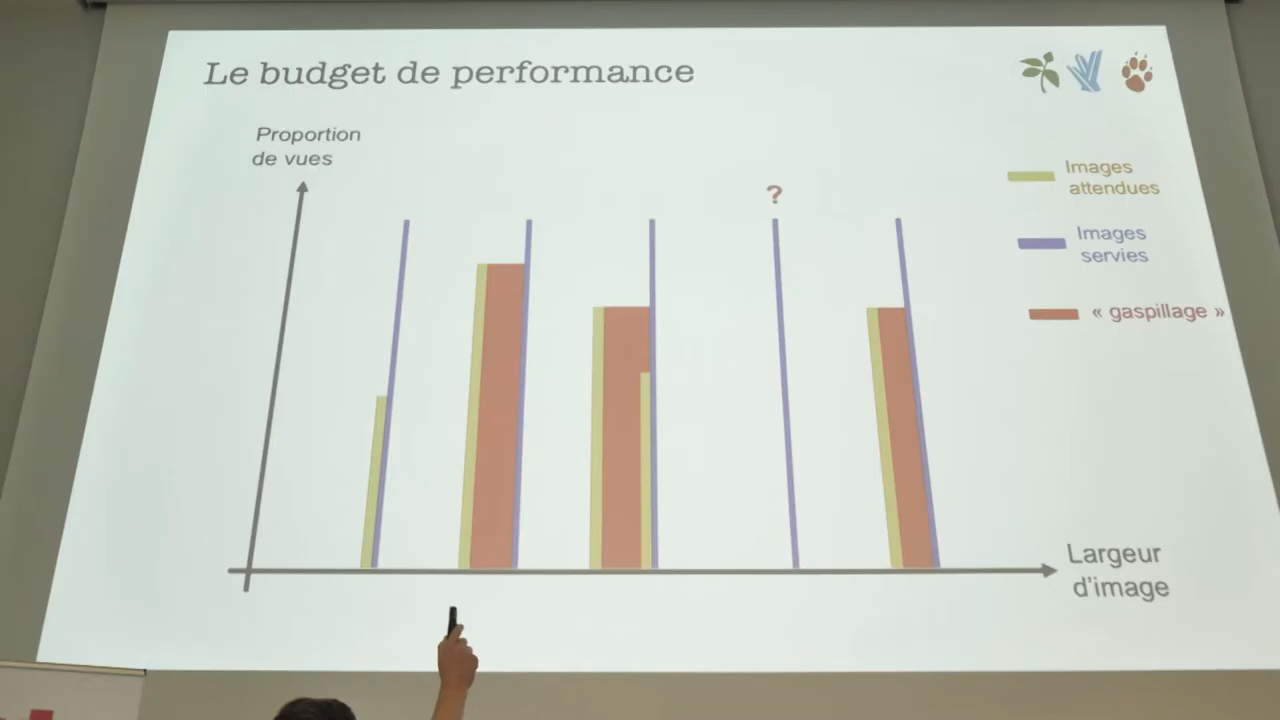 Le budget de performance
Proportion
de vues
?
Images
attendues
Images
servies
« gaspillage »
Largeur
d'image